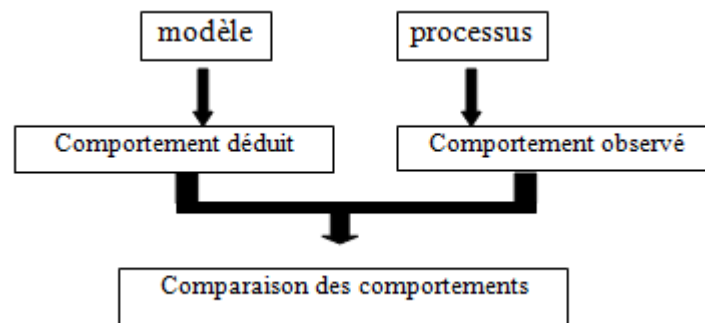 modèle
processus
Comportement déduit
Comportement observé
Comparaison des comportements